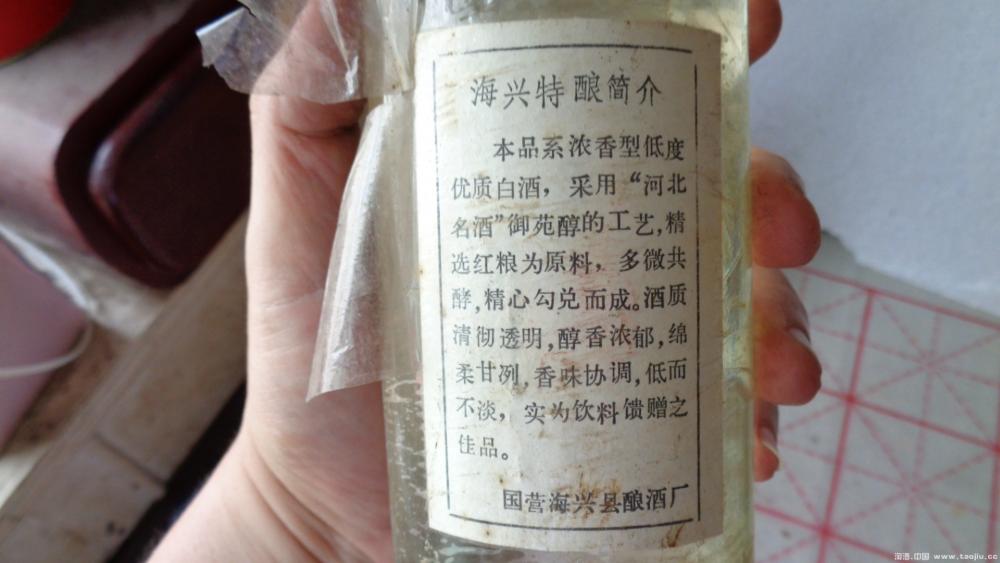 海兴特酿简介
本品系浓香型低度
优质白酒，采用“河北
名酒”御苑醇的工艺,精
选红粮为原料，多微共
酵,精心勾兑而成。酒质
清彻透明,醇香浓郁,绵
柔甘冽,香味协调,低而
不淡，实为饮料馈赠之
佳品。
国营海兴县酿酒厂
淘酒.中国 www.taojiu.cc